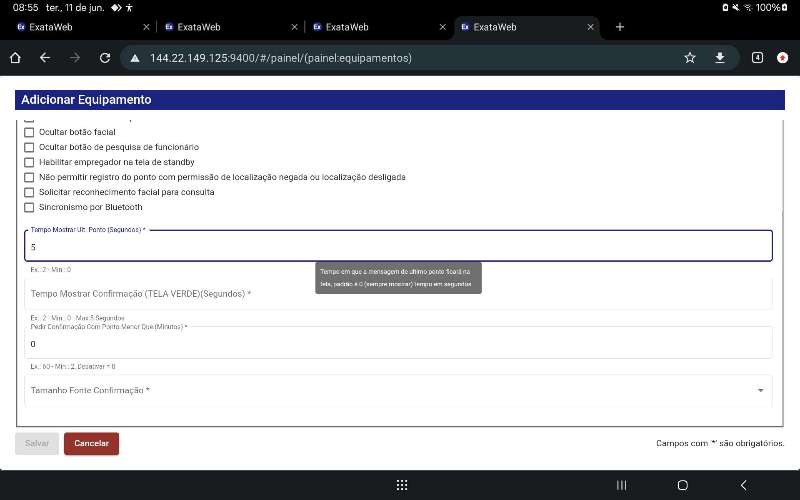 08:55 ter., 11 de jun.
100%
Ex ExataWeb
Ex ExataWeb
Ex ExataWeb
Ex ExataWeb
144.22.149.125:9400/#/painel/(painel:equipamentos)
4
Adicionar Equipamento
Ocultar botão facial
Ocultar botão de pesquisa de funcionário
Habilitar empregador na tela de standby
Não permitir registro do ponto com permissão de localização negada ou localização desligada
Solicitar reconhecimento facial para consulta
Sincronismo por Bluetooth
Tempo Mostrar Ult. Ponto (Segundos) *
5
Ex.: 2 - Min.: 0
Tempo em que a mensagem de ultimo ponto ficará na
tela, padrão é 0 (sempre mostrar) tempo em segundos
Tempo Mostrar Confirmação (TELA VERDE)(Segundos) *
Ex.: 2 - Min.: 0 - Max 5 Segundos
Pedir Confirmação Com Ponto Menor Que (Minutos) *
0
Ex.: 60 - Min.: 2, Desativar = 0
Tamanho Fonte Confirmação *
Salvar
Cancelar
Campos com '*' são obrigatórios.